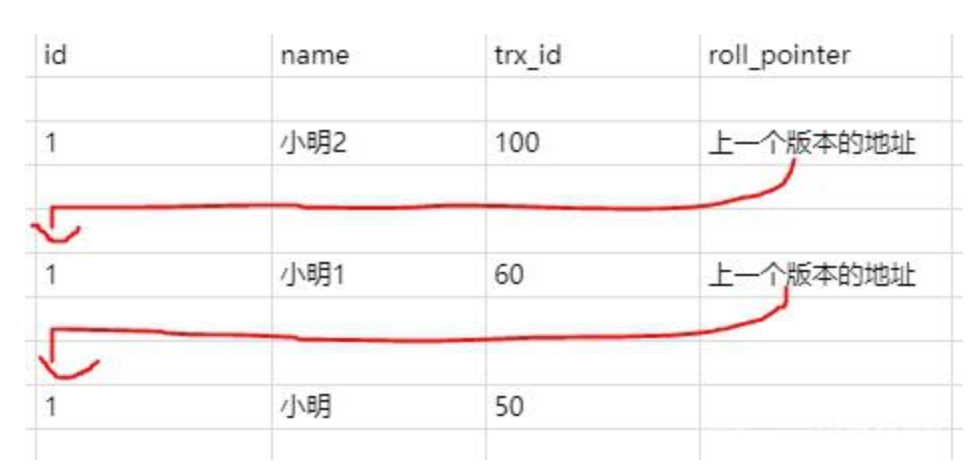 id name trx_id roll_pointer
1 小明2 100 上一个版本的地址
1 小明1 60 上一个版本的地址
1 小明 50